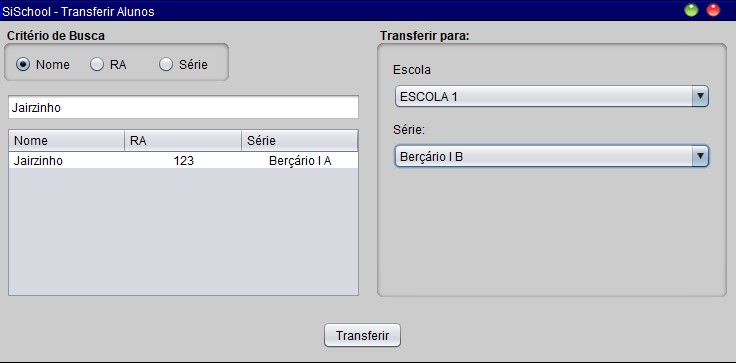 SiSchool - Transferir Alunos
Critério de Busca
Nome RA Série
Jairzinho
Nome RA Série
Jairzinho 123 Berçário I A
Transferir para:
Escola
ESCOLA 1
Série:
Berçário I B
Transferir